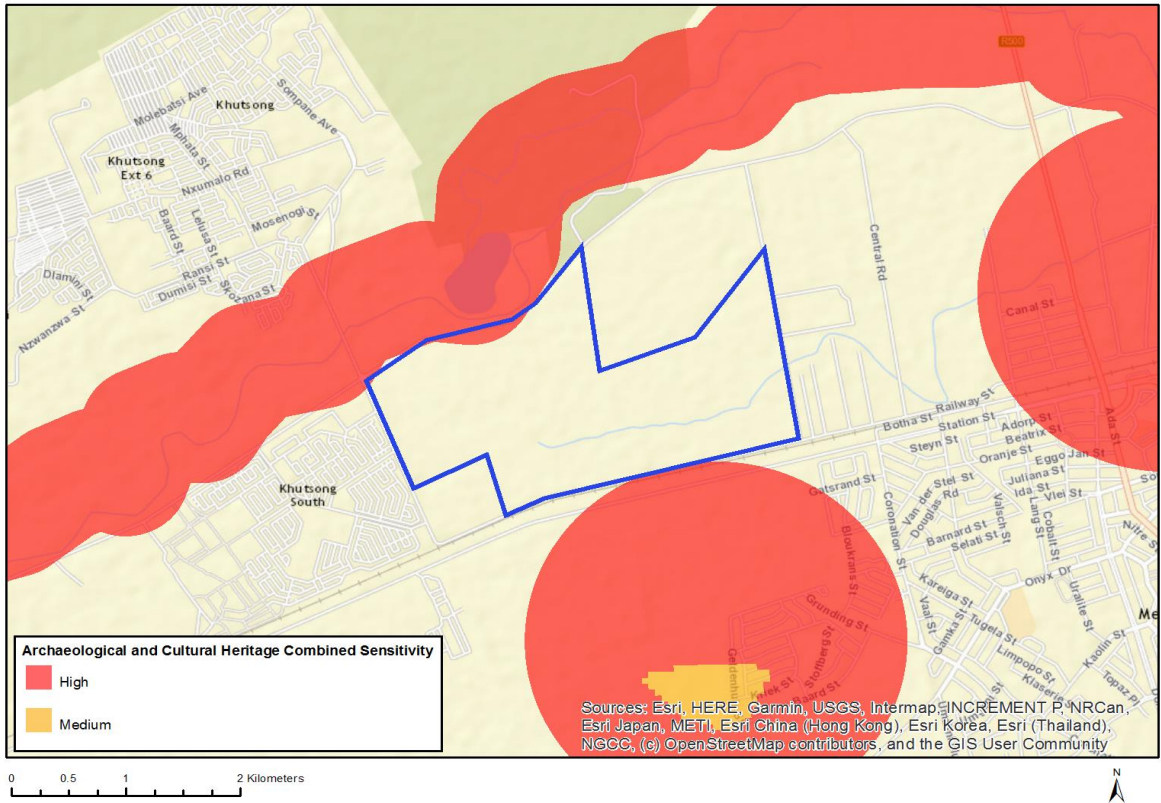 R500
Molebatsi Ave
Khutsong
Sompane Ave
Mphata St
Khutsong
Ext 6
Nxumalo Rd
Baard St
Lelusa St
Mosenogi St
Ransi St
Dumisi St
Skozana St
Dlamini St
Nzwanzwa St
Central Rd
Canal St
Railway St
Botha St
Station St
Adorp St
Ada St
Steyn St
Beatrix St
Oranje St
Eggo Jan St
Khutsong
South
Gatsrand St
Van der Stel St
Douglas Rd
Juliana St
Ida St
Vlei St
Coronation St
Valsch St
Lang St
Cobalt St
Nitre St
Barnard St
Selati St
Bloukrans St
Onyx Dr
Uralite St
Kareiga St
Vaal St
Grunding St
Gamka St
Tugela St
Me
Kaolin St
Limpopo St
Klaserie
Topaz Pl
Stoffberg St
Kriek St
Baard St
Archaeological and Cultural Heritage Combined Sensitivity
High
Medium
Sources: Esri, HERE, Garmin, USGS, Intermap, INCREMENT P, NRCan,
Esri Japan, METI, Esri China (Hong Kong), Esri Korea, Esri (Thailand),
NGCC, (c) OpenStreetMap contributors, and the GIS User Community
0 0.5 1 2 Kilometers
N